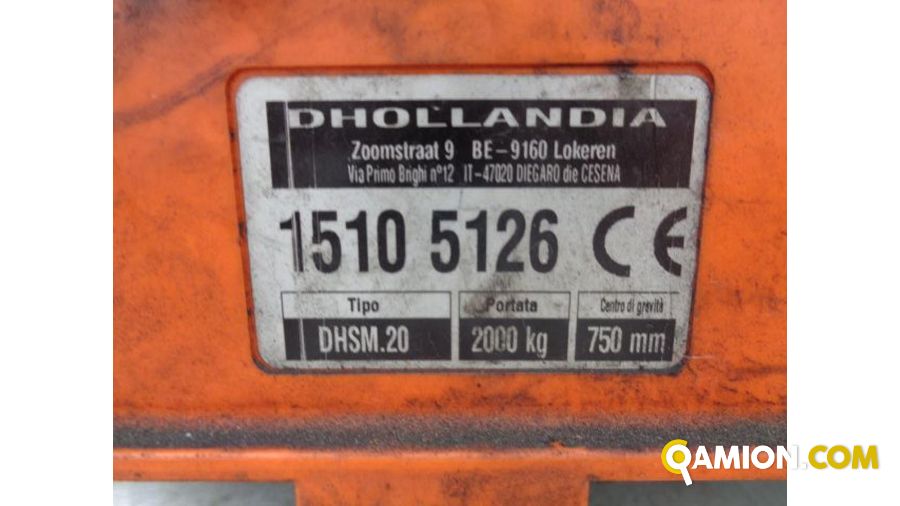 DHOLLANDIA
Zoomstraat 9 BE-9160 Lokeren
Via Primo Brighi n°12 IT-47020 DIEGARO die CESENA
1510 5126 CE
Tipo Portata Centro di gravità
DHSM.20 2000 kg 750 mm
QAMION.COM